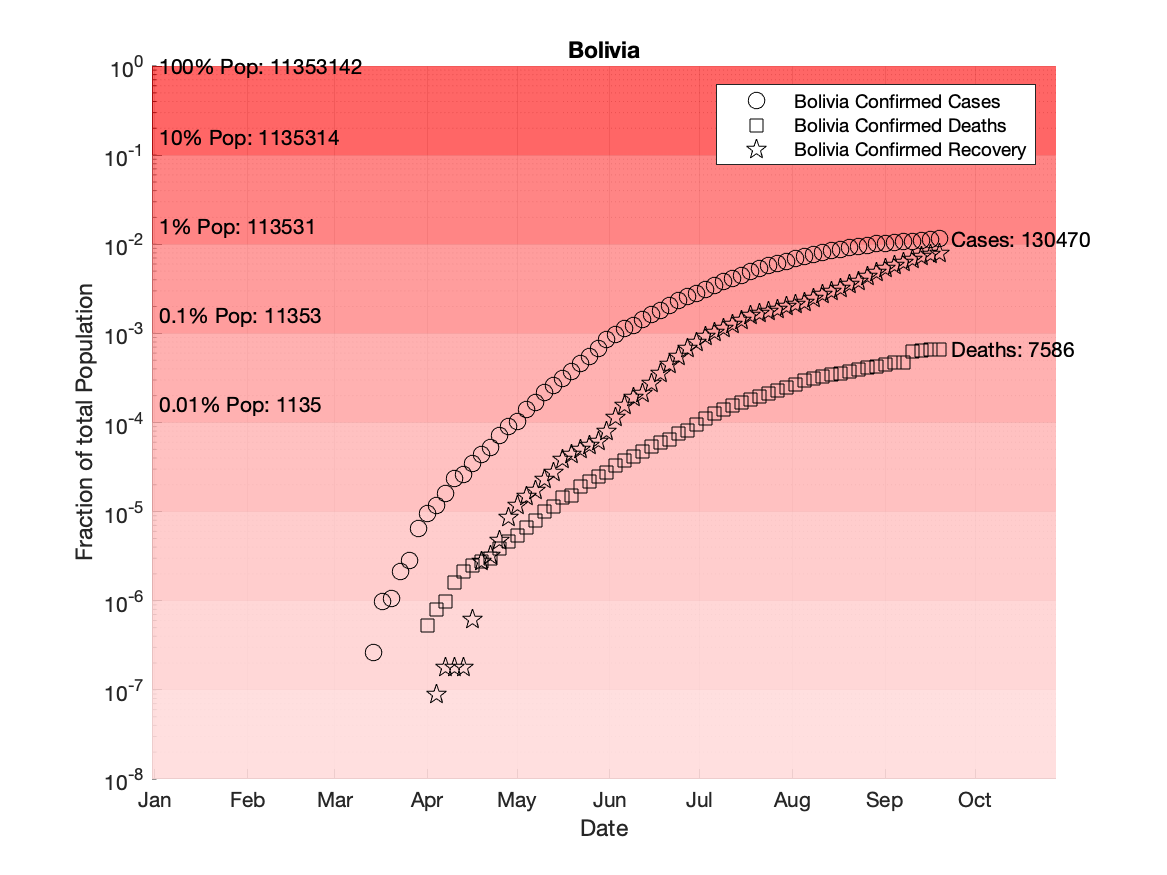 Bolivia
10^0
100% Pop: 11353142
Bolivia Confirmed Cases
Bolivia Confirmed Deaths
Bolivia Confirmed Recovery
10% Pop: 1135314
10^-1
1% Pop: 113531
10^-2
Cases: 130470
0.1% Pop: 11353
10^-3
Deaths: 7586
0.01% Pop: 1135
10^-4
10^-5
10^-6
10^-7
10^-8
Fraction of total Population
Jan Feb Mar Apr May Jun Jul Aug Sep Oct
Date